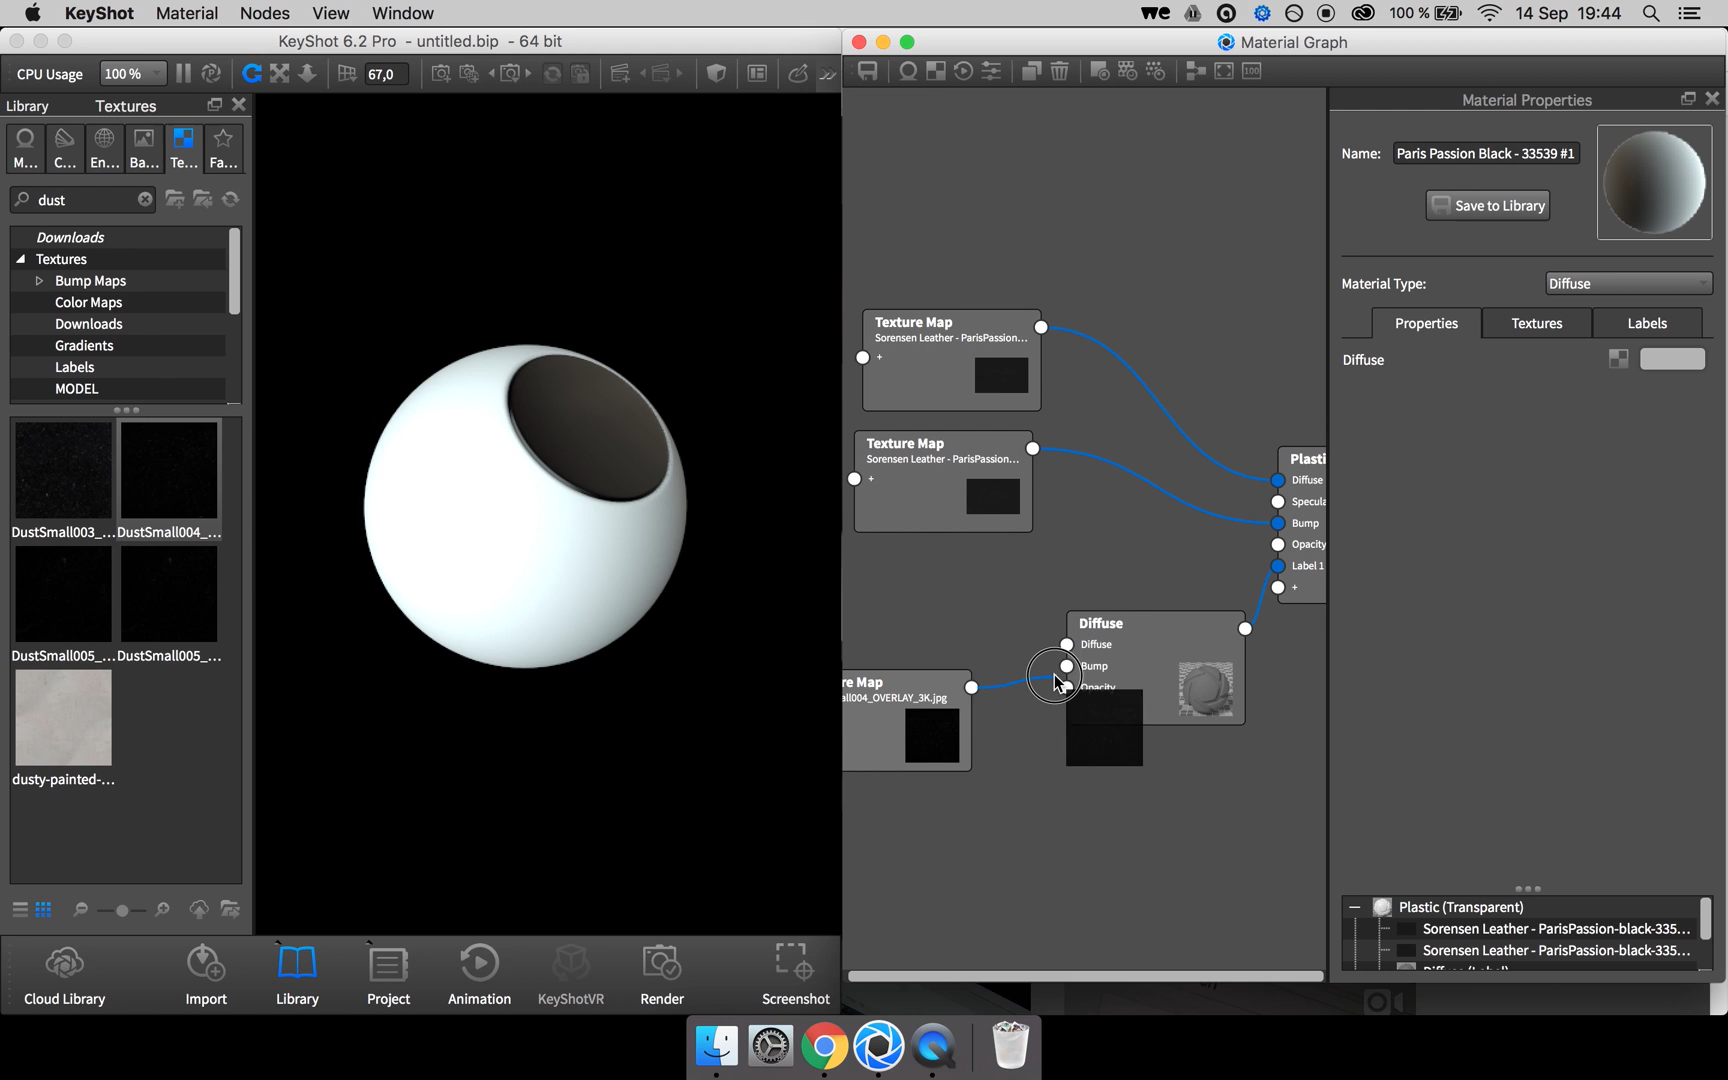 KeyShot Material Nodes View Window 100 % 14 Sep 19:44
KeyShot 6.2 Pro - untitled.bip - 64 bit
Material Graph
CPU Usage 100 % 67,0
Library Textures
M... C... En... Ba... Te... Fa...
dust
Downloads
Textures
Bump Maps
Color Maps
Downloads
Gradients
Labels
MODEL
DustSmall003_... DustSmall004_...
DustSmall005_... DustSmall005_...
dusty-painted-...
Cloud Library Import Library Project Animation KeyShotVR Render Screenshot
Texture Map
Sorensen Leather - ParisPassion...
+
Texture Map
Sorensen Leather - ParisPassion...
+
Plasti
Diffuse
Specula
Bump
Opacity
Label 1
+
Diffuse
Diffuse
Bump
Opacity
re Map
all004_OVERLAY_3K.jpg
Material Properties
Name: Paris Passion Black - 33539 #1
Save to Library
Material Type: Diffuse
Properties Textures Labels
Diffuse
Plastic (Transparent)
Sorensen Leather - ParisPassion-black-335...
Sorensen Leather - ParisPassion-black-335...
Diffuse (Label)